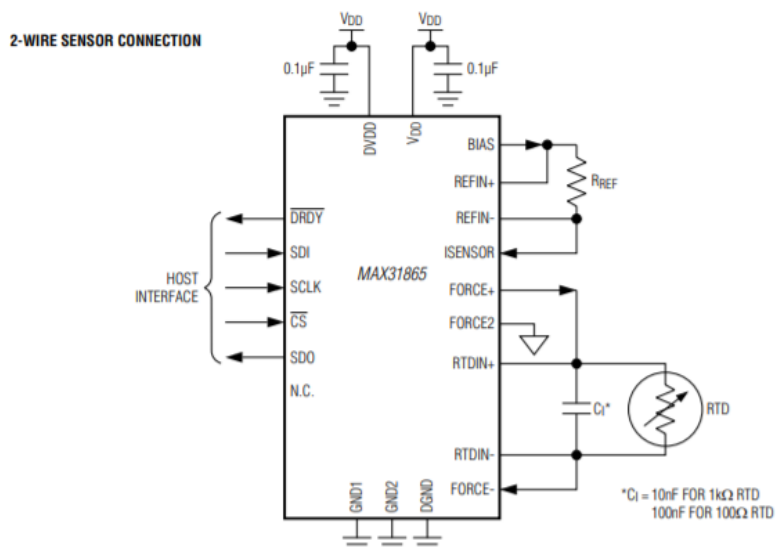 2-WIRE SENSOR CONNECTION
VDD
VDD
0.1µF
0.1µF
DVDD
VDD
BIAS
REFIN+
RREF
REFIN-
ISENSOR
DRDY
SDI
SCLK
CS
SDO
N.C.
HOST
INTERFACE
MAX31865
FORCE+
FORCE2
RTDIN+
CI*
RTD
RTDIN-
FORCE-
GND1
GND2
DGND
*CI = 10nF FOR 1kΩ RTD
100nF FOR 100Ω RTD